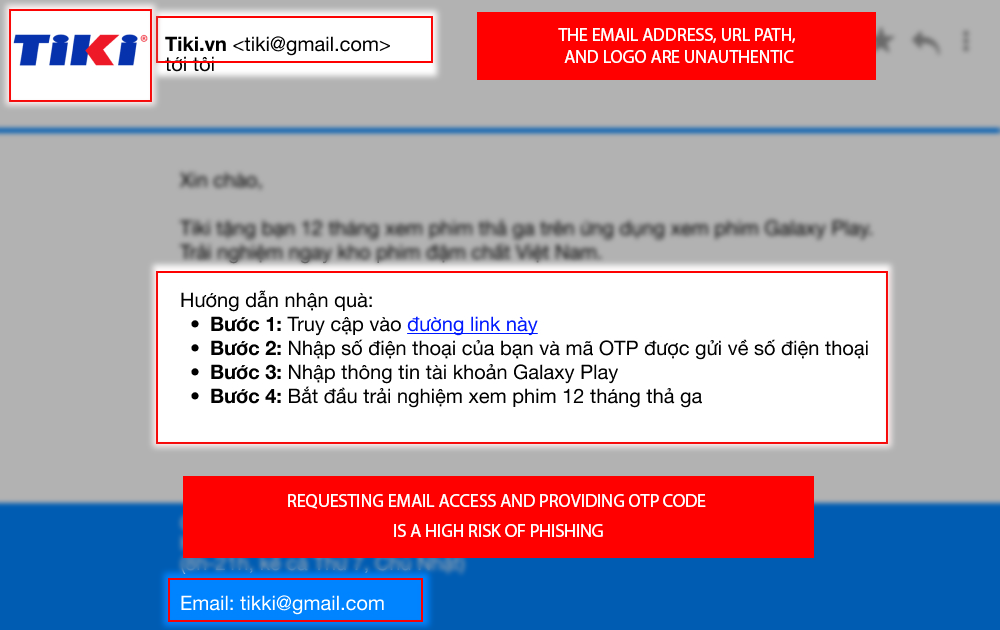 TiKi®
Tiki.vn <tiki@gmail.com>
tới tôi
THE EMAIL ADDRESS, URL PATH,
AND LOGO ARE UNAUTHENTIC
Xin chào,
Tiki tặng bạn 12 tháng xem phim thả ga trên ứng dụng xem phim Galaxy Play.
Trải nghiệm ngay kho phim đậm chất Việt Nam.
Hướng dẫn nhận quà:
• Bước 1: Truy cập vào đường link này
• Bước 2: Nhập số điện thoại của bạn và mã OTP được gửi về số điện thoại
• Bước 3: Nhập thông tin tài khoản Galaxy Play
• Bước 4: Bắt đầu trải nghiệm xem phim 12 tháng thả ga
REQUESTING EMAIL ACCESS AND PROVIDING OTP CODE
IS A HIGH RISK OF PHISHING
(8h-21h, kể cả Thứ 7, Chủ Nhật)
Email: tikki@gmail.com